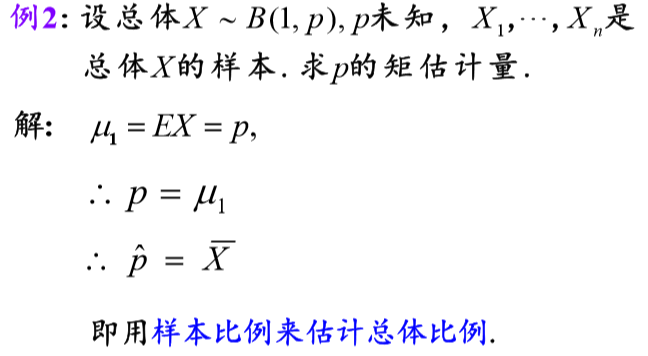 例2: 设总体X ~ B(1, p), p未知，X₁,⋯, Xₙ是
总体X的样本. 求p的矩估计量.
解: μ₁ = EX = p,
∴ p = μ₁
∴ p̂ = X̅
即用样本比例来估计总体比例.